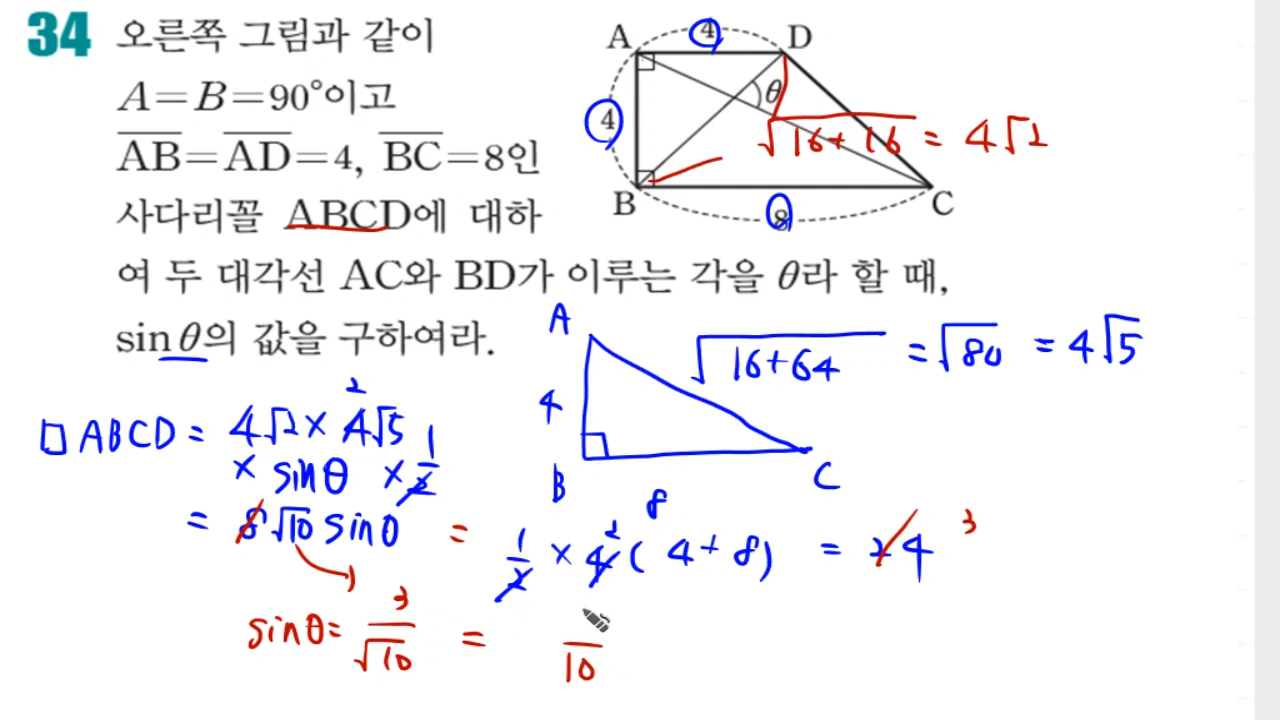 34 오른쪽 그림과 같이
A=B=90°이고
AB=AD=4, BC=8인
사다리꼴 ABCD에 대하
여 두 대각선 AC와 BD가 이루는 각을 θ라 할 때,
sin θ의 값을 구하여라.
A 4 D
4 θ
B 8 C
√16+16 = 4√2
A
4
B 8 C
√16+64 = √80 = 4√5
□ABCD = 4√2 × 4√5 2
× sinθ × 1/2
= 8√10 sinθ = 1/2 × 4 2 ( 4+8 ) = 24 3
sinθ = 3/√10 = /10